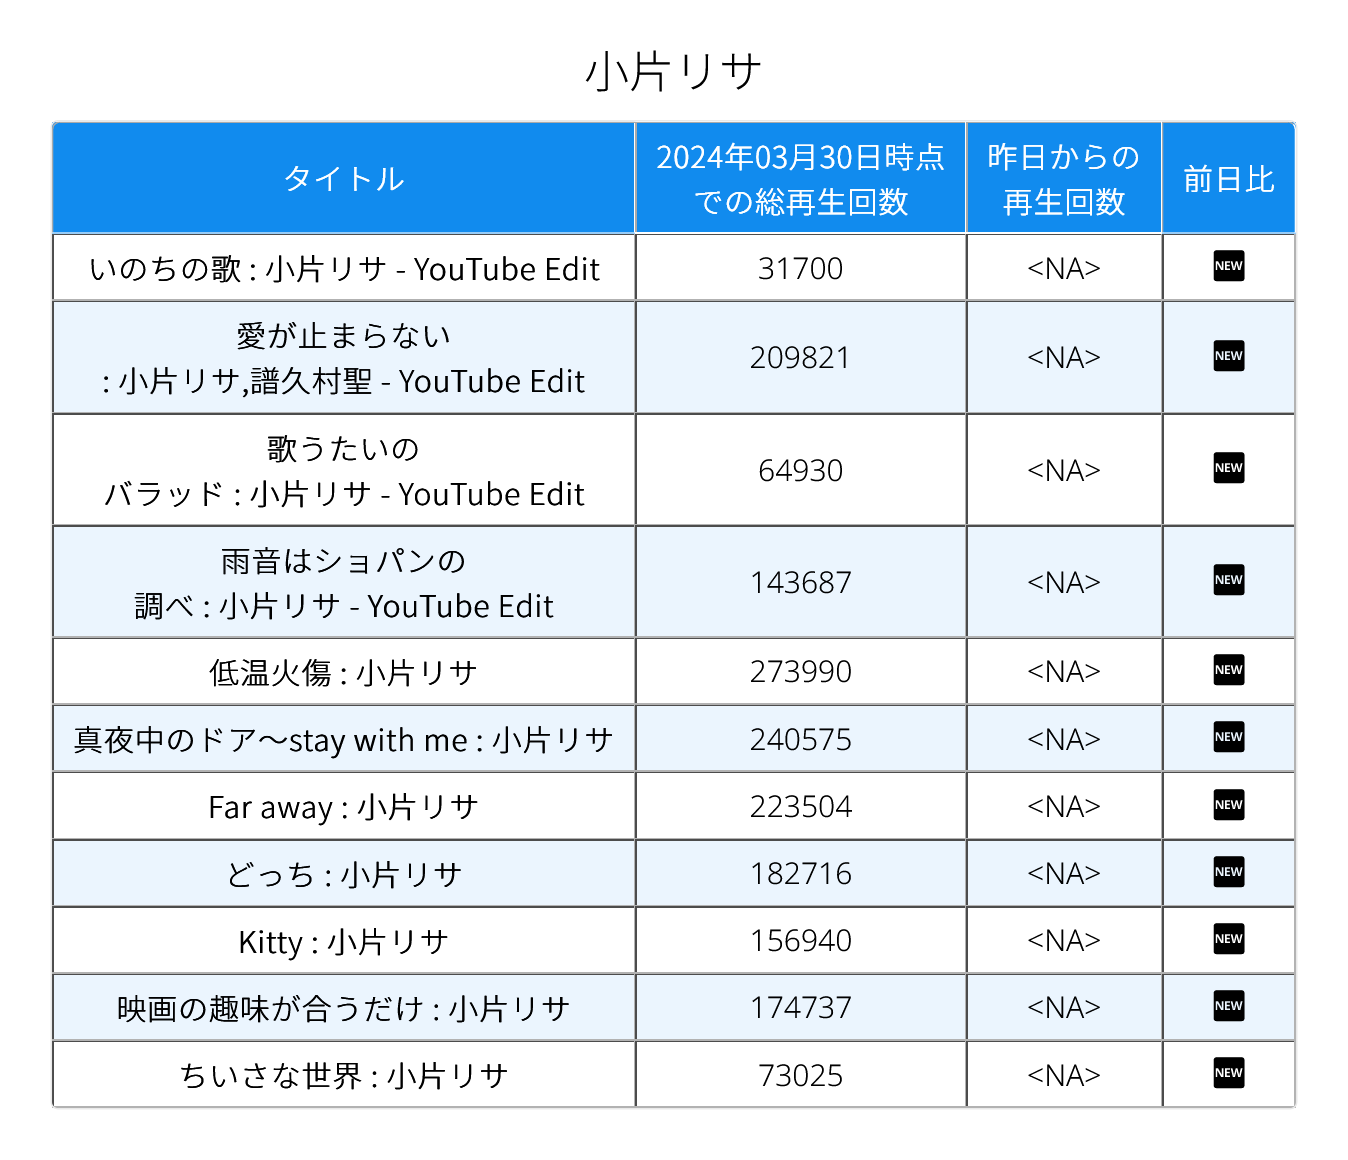 小片リサ
タイトル
2024年03月30日時点
での総再生回数
昨日からの
再生回数
前日比
いのちの歌 : 小片リサ - YouTube Edit
31700
<NA>
NEW
愛が止まらない
: 小片リサ,譜久村聖 - YouTube Edit
209821
<NA>
NEW
歌うたいの
バラッド : 小片リサ - YouTube Edit
64930
<NA>
NEW
雨音はショパンの
調べ : 小片リサ - YouTube Edit
143687
<NA>
NEW
低温火傷 : 小片リサ
273990
<NA>
NEW
真夜中のドア〜stay with me : 小片リサ
240575
<NA>
NEW
Far away : 小片リサ
223504
<NA>
NEW
どっち : 小片リサ
182716
<NA>
NEW
Kitty : 小片リサ
156940
<NA>
NEW
映画の趣味が合うだけ : 小片リサ
174737
<NA>
NEW
ちいさな世界 : 小片リサ
73025
<NA>
NEW